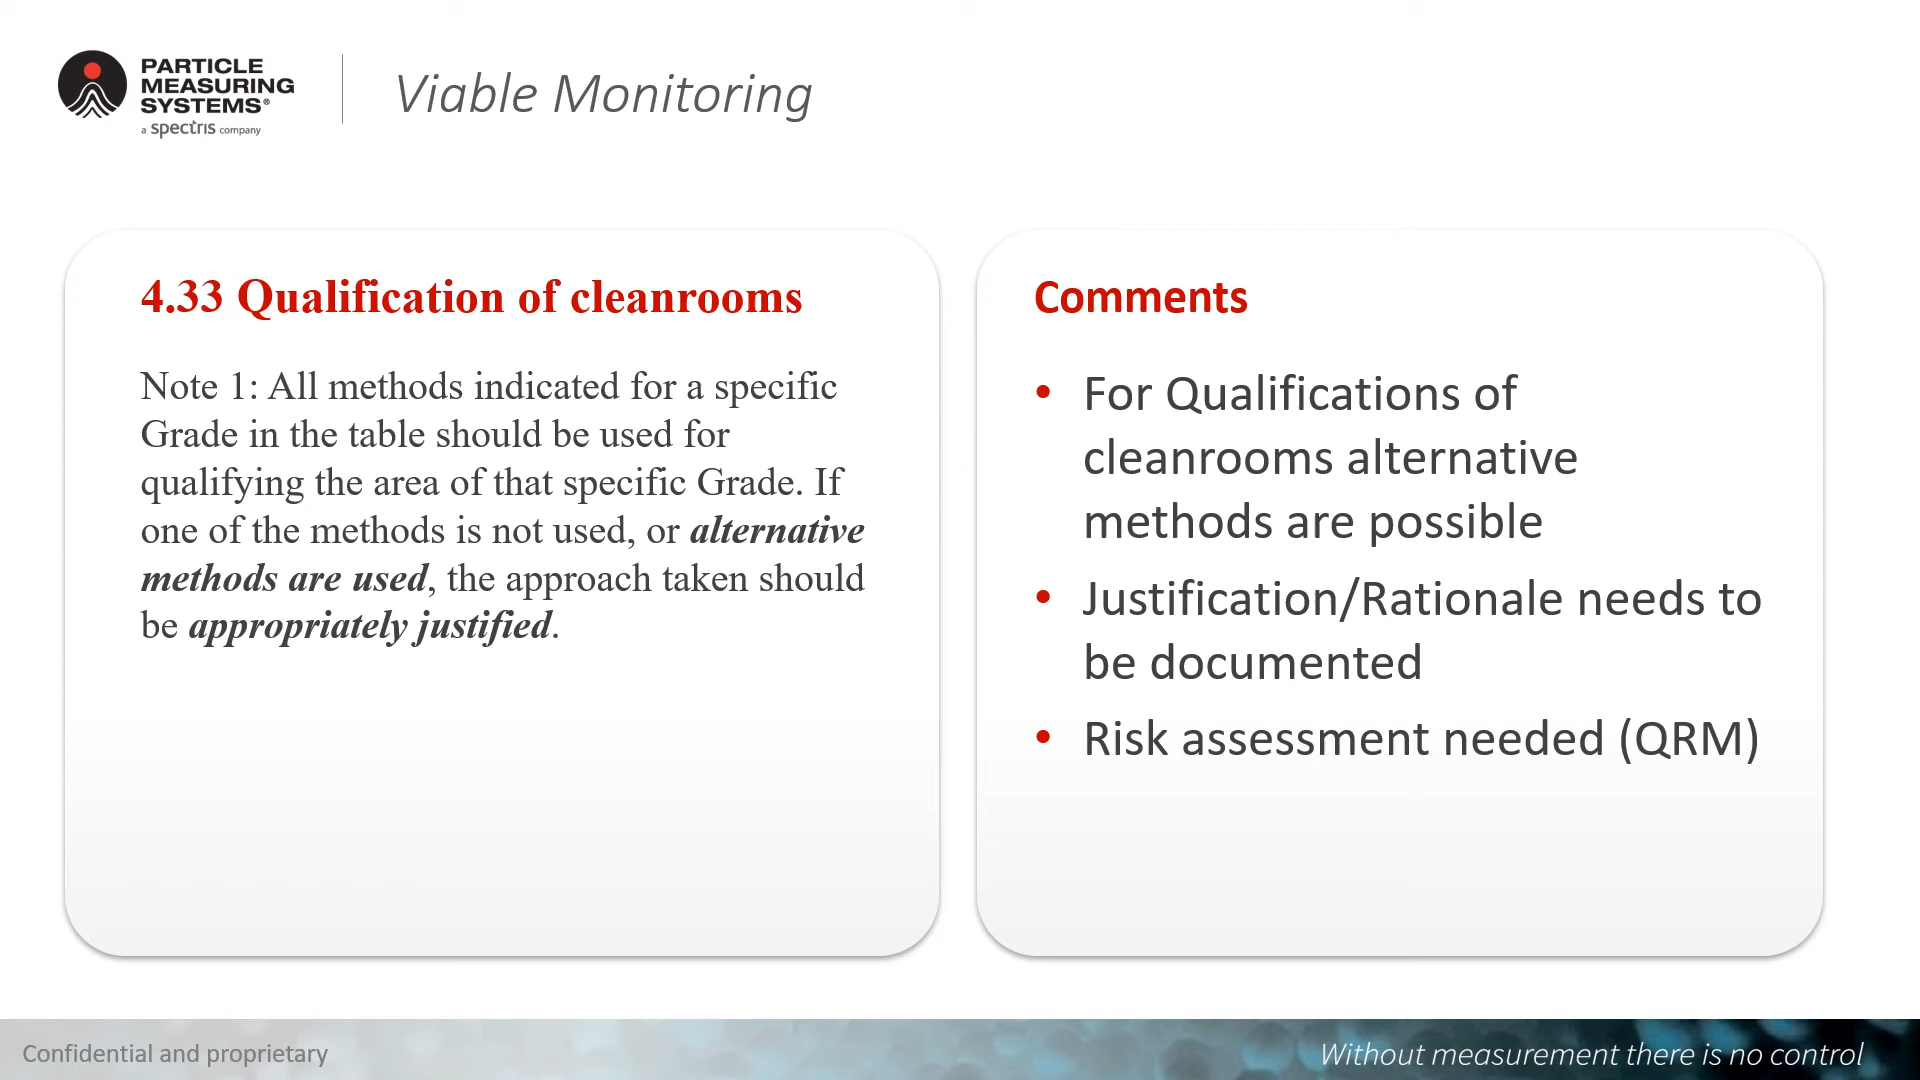 PARTICLE
MEASURING
SYSTEMS®
a spectris company
Viable Monitoring
4.33 Qualification of cleanrooms
Note 1: All methods indicated for a specific
Grade in the table should be used for
qualifying the area of that specific Grade. If
one of the methods is not used, or alternative
methods are used, the approach taken should
be appropriately justified.
Comments
• For Qualifications of
cleanrooms alternative
methods are possible
• Justification/Rationale needs to
be documented
• Risk assessment needed (QRM)
Confidential and proprietary
Without measurement there is no control